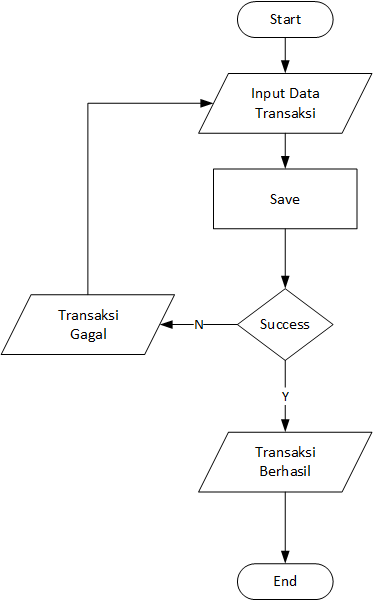 Start
Input Data
Transaksi
Save
Success
N
Transaksi
Gagal
Y
Transaksi
Berhasil
End